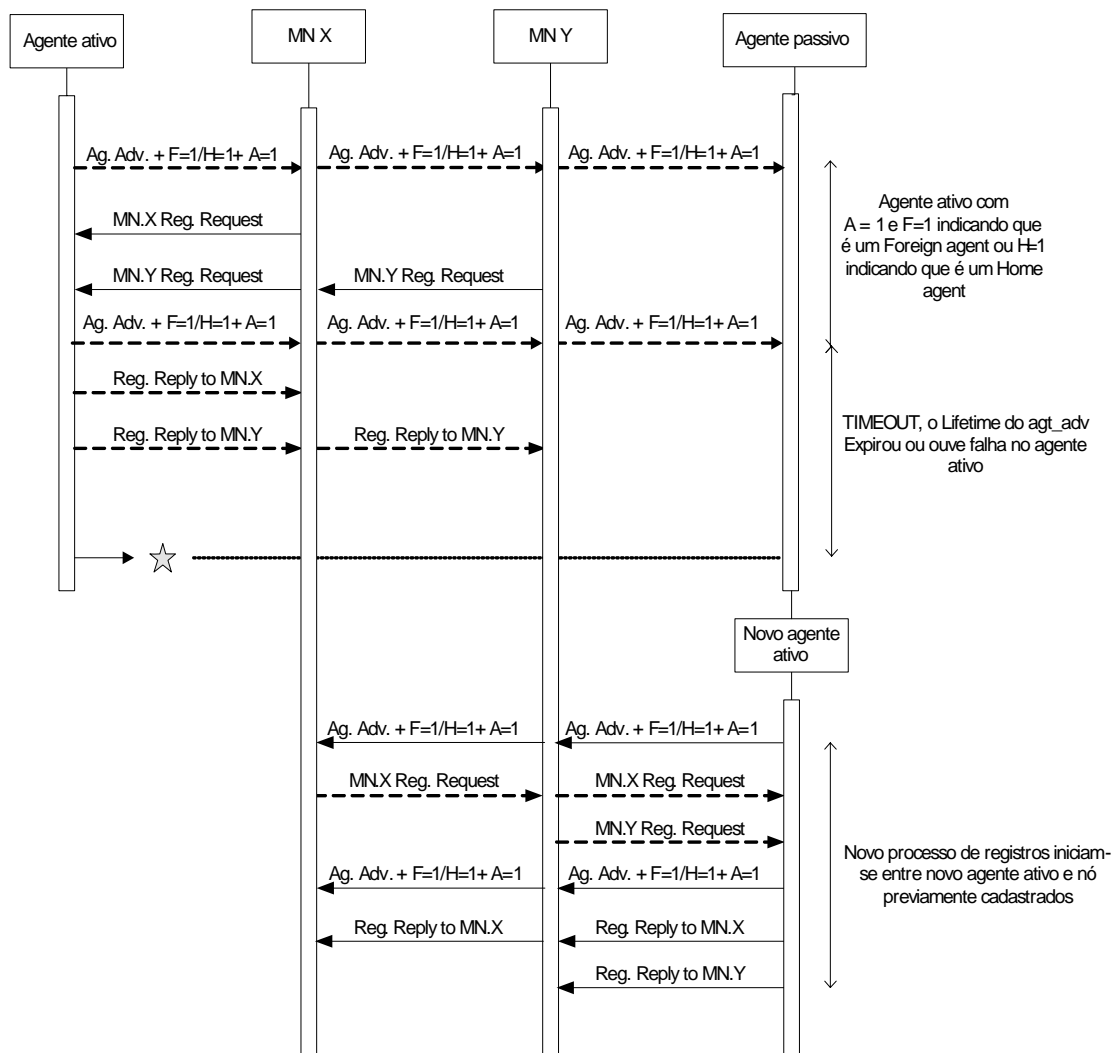 Agente ativo
MN X
MN Y
Agente passivo
Ag. Adv. + F=1/H=1+ A=1
Ag. Adv. + F=1/H=1+ A=1
Ag. Adv. + F=1/H=1+ A=1
MN.X Reg. Request
MN.Y Reg. Request
MN.Y Reg. Request
Ag. Adv. + F=1/H=1+ A=1
Ag. Adv. + F=1/H=1+ A=1
Ag. Adv. + F=1/H=1+ A=1
Agente ativo com
A = 1 e F=1 indicando que
é um Foreign agent ou H=1
indicando que é um Home
agent
Reg. Reply to MN.X
Reg. Reply to MN.Y
Reg. Reply to MN.Y
TIMEOUT, o Lifetime do agt_adv
Expirou ou ouve falha no agente
ativo
Novo agente
ativo
Ag. Adv. + F=1/H=1+ A=1
Ag. Adv. + F=1/H=1+ A=1
MN.X Reg. Request
MN.X Reg. Request
MN.Y Reg. Request
Ag. Adv. + F=1/H=1+ A=1
Ag. Adv. + F=1/H=1+ A=1
Reg. Reply to MN.X
Reg. Reply to MN.X
Reg. Reply to MN.Y
Novo processo de registros iniciam-
se entre novo agente ativo e nó
previamente cadastrados